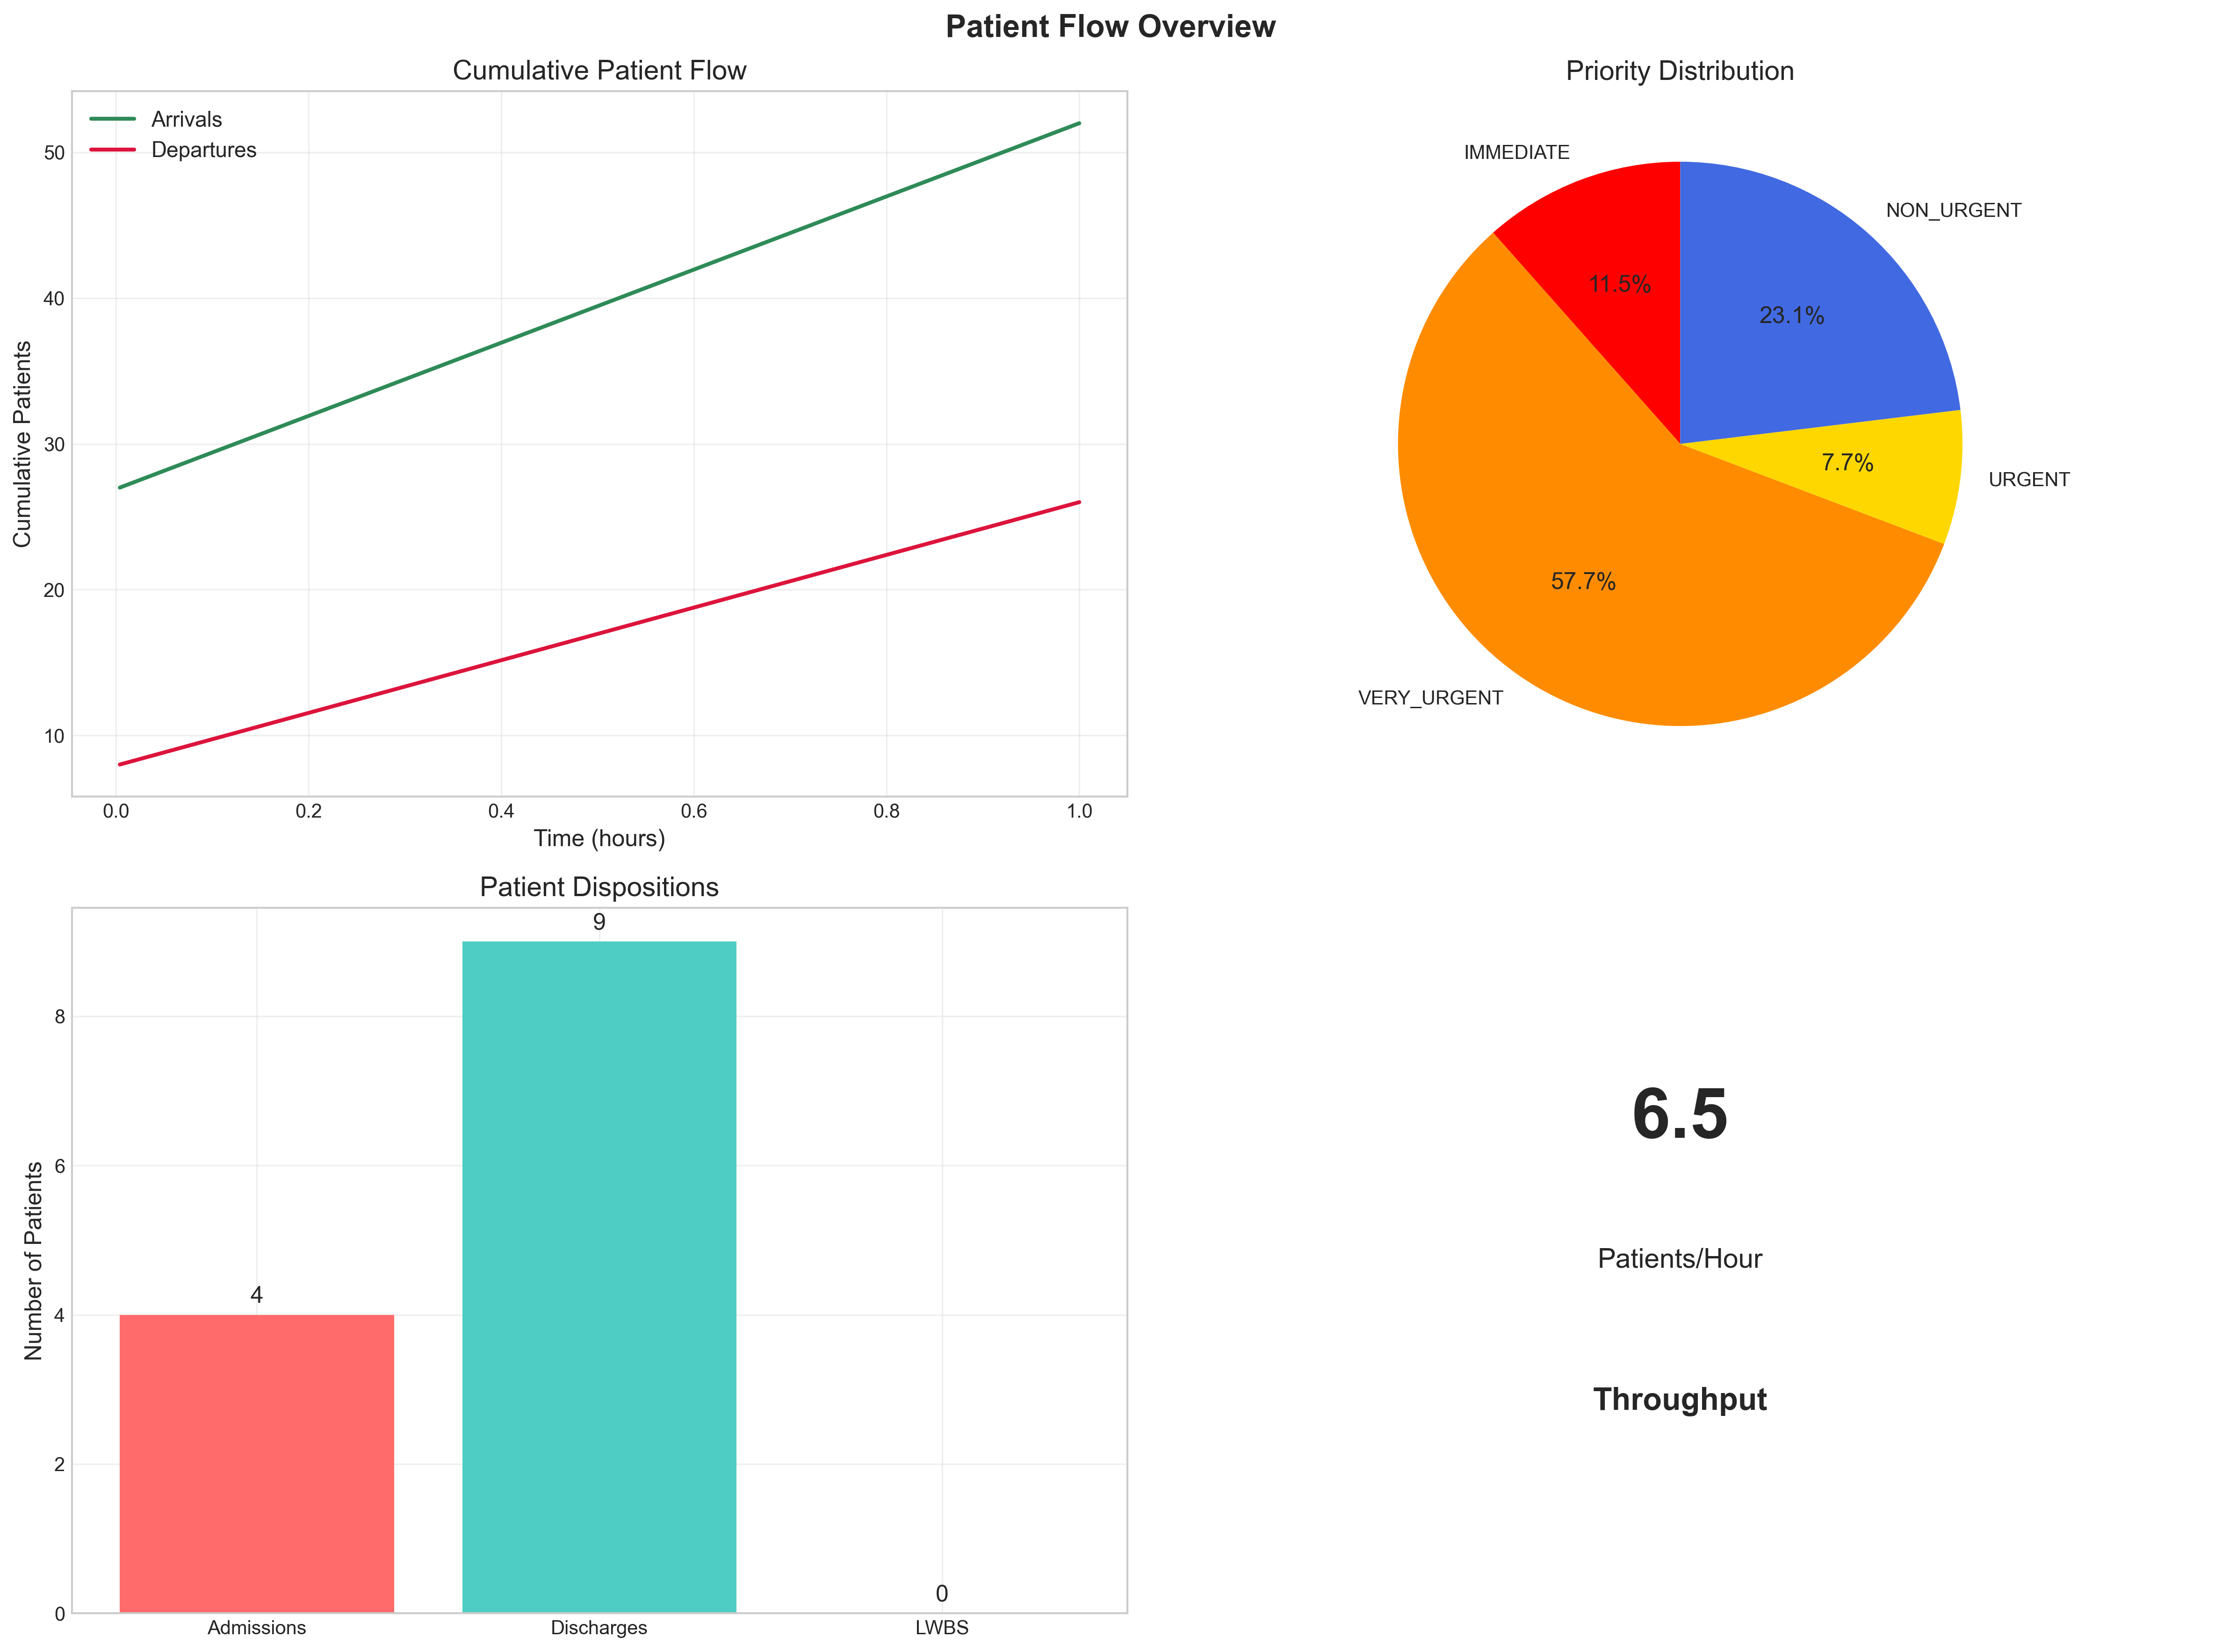 Patient Flow Overview
Cumulative Patient Flow
Arrivals
Departures
Cumulative Patients
50
40
30
20
10
0.0 0.2 0.4 0.6 0.8 1.0
Time (hours)
Priority Distribution
IMMEDIATE
NON_URGENT
11.5%
23.1%
7.7%
URGENT
57.7%
VERY_URGENT
Patient Dispositions
Number of Patients
9
8
6
4
4
2
0
0
Admissions Discharges LWBS
6.5
Patients/Hour
Throughput